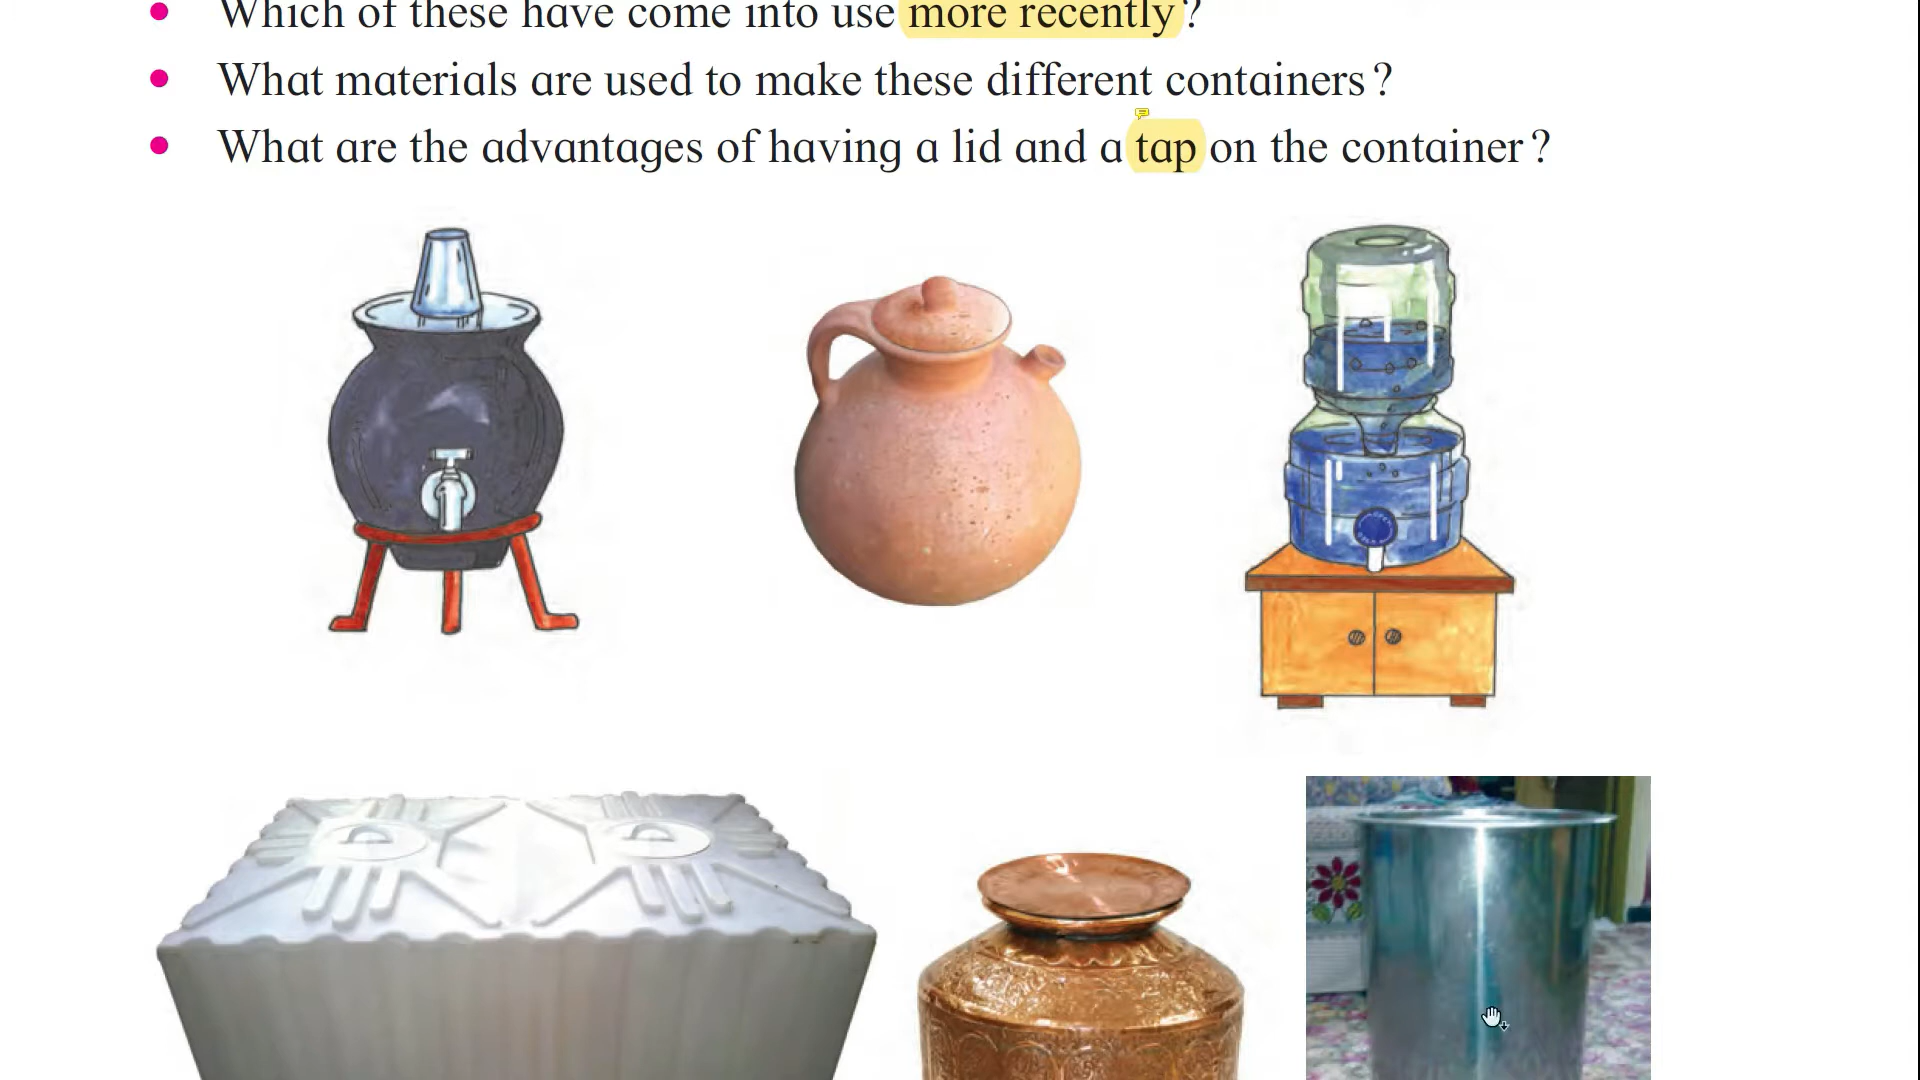 • Which of these have come into use more recently?
• What materials are used to make these different containers?
• What are the advantages of having a lid and a tap on the container?